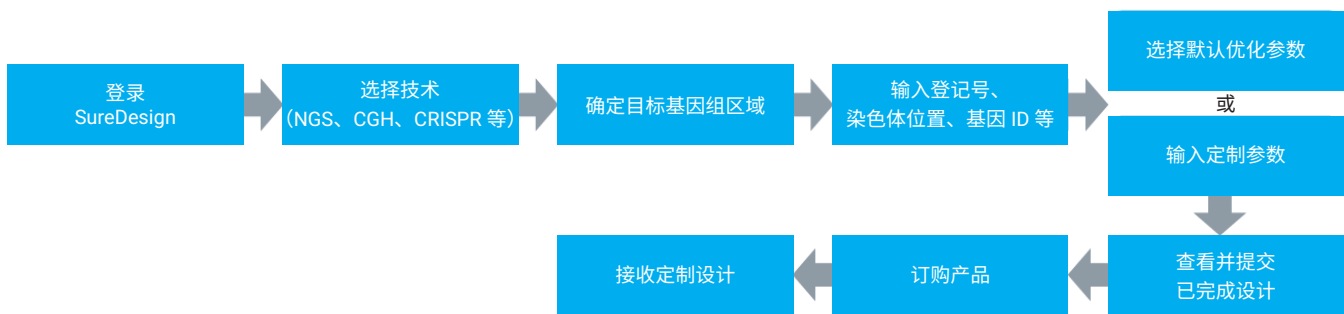 登录
SureDesign
选择技术
（NGS、CGH、CRISPR 等）
确定目标基因组区域
输入登记号、
染色体位置、基因 ID 等
选择默认优化参数
或
输入定制参数
查看并提交
已完成设计
订购产品
接收定制设计